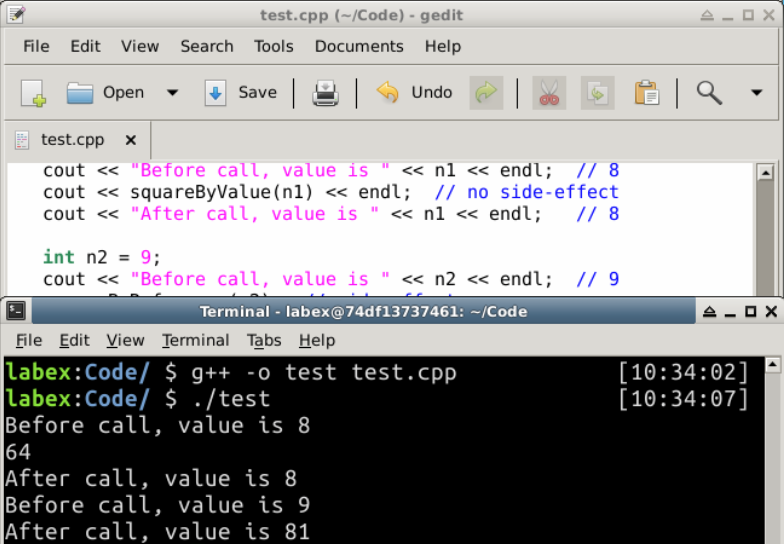 test.cpp (~/Code) - gedit
File Edit View Search Tools Documents Help
Open Save Undo
test.cpp x
cout << "Before call, value is " << n1 << endl;  // 8
cout << squareByValue(n1) << endl;  // no side-effect
cout << "After call, value is " << n1 << endl;   // 8
int n2 = 9;
cout << "Before call, value is " << n2 << endl;  // 9
Terminal - labex@74df13737461: ~/Code
File Edit View Terminal Tabs Help
labex:Code/ $ g++ -o test test.cpp [10:34:02]
labex:Code/ $ ./test [10:34:07]
Before call, value is 8
64
After call, value is 8
Before call, value is 9
After call, value is 81